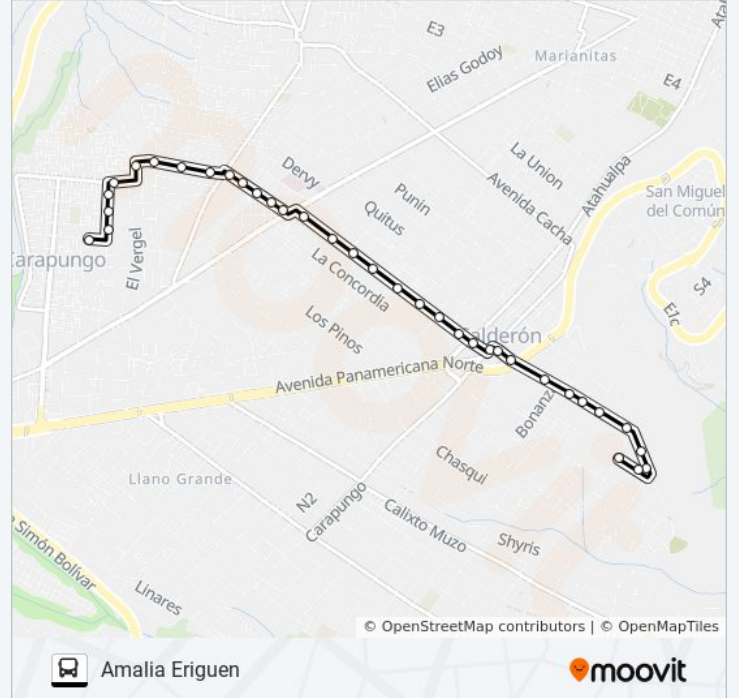 E3
Marianitas
Elias Godoy
E4
Atahualpa
La Union
Dervy
Avenida Cacha
San Miguel
del Común
Punin
Quitus
El Vergel
Carapungo
La Concordia
S4
E1c
Los Pinos
Calderón
Avenida Panamericana Norte
Bonanza
Chasqui
Llano Grande
N2
Carapungo
Calixto Muzo
Shyris
Simón Bolívar
Linares
© OpenStreetMap contributors | © OpenMapTiles
Amalia Eriguen
moovit